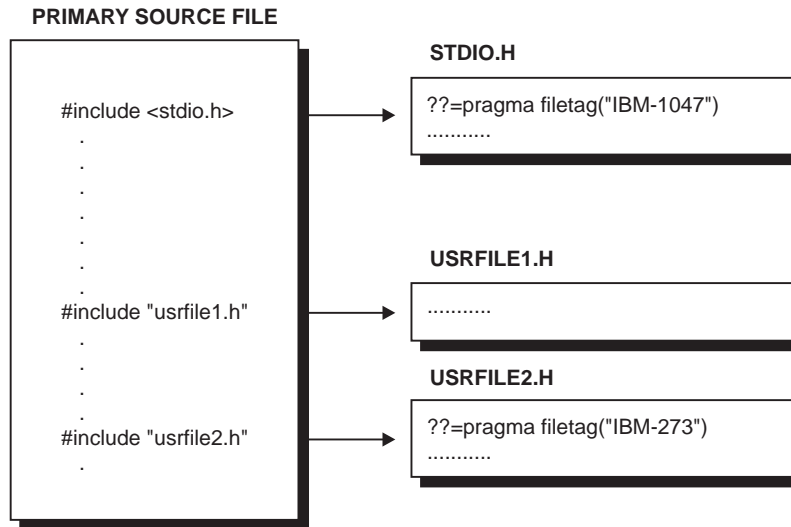 PRIMARY SOURCE FILE
#include <stdio.h>
.
.
.
.
.
.
.
#include "usrfile1.h"
.
.
.
.
#include "usrfile2.h"
.
STDIO.H
??=pragma filetag("IBM-1047")
...........
USRFILE1.H
...........
USRFILE2.H
??=pragma filetag("IBM-273")
...........